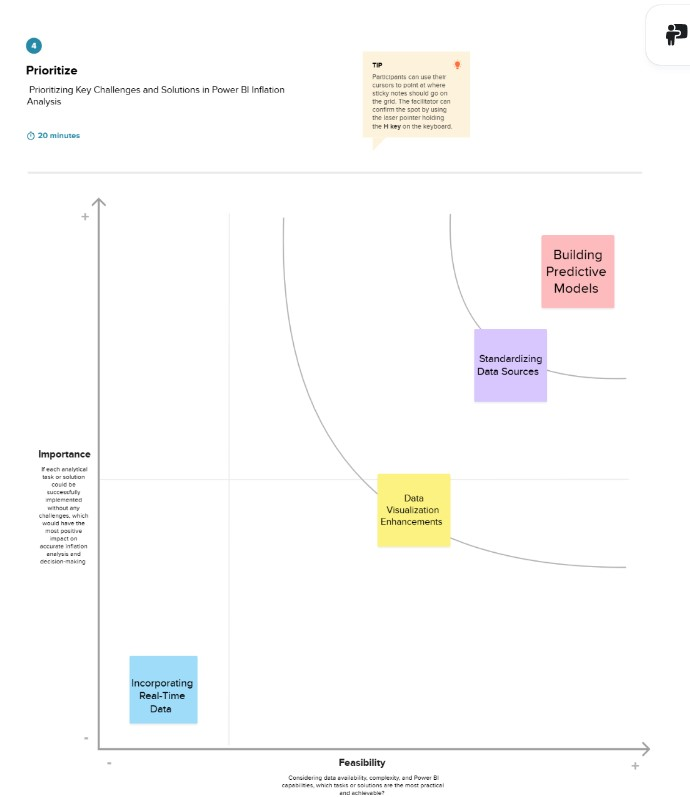 4
Prioritize
Prioritizing Key Challenges and Solutions in Power BI Inflation
Analysis
20 minutes
TIP
Participants can use their
cursors to point at where
sticky notes should go on
the grid. The facilitator can
confirm the spot by using
the laser pointer holding
the H key on the keyboard.
+
Building
Predictive
Models
Standardizing
Data Sources
Importance
If each analytical
task or solution
could be
successfully
implemented
without any
challenges, which
would have the
most positive
impact on
accurate inflation
analysis and
decision-making
Data
Visualization
Enhancements
Incorporating
Real-Time
Data
-
-
Feasibility
+
Considering data availability, complexity, and Power BI
capabilities, which tasks or solutions are the most practical
and achievable?